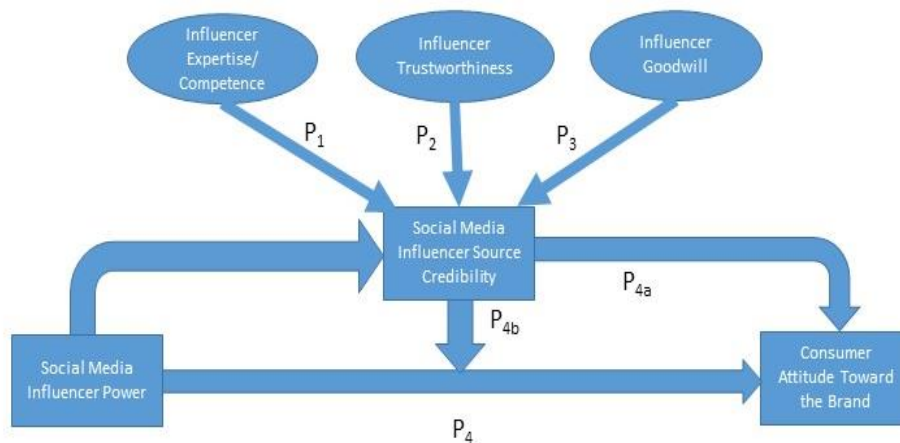 Influencer
Expertise/
Competence
Influencer
Trustworthiness
Influencer
Goodwill
P₁
P₂
P₃
Social Media
Influencer Source
Credibility
P₄ₐ
P₄b
Social Media
Influencer Power
Consumer
Attitude Toward
the Brand
P₄